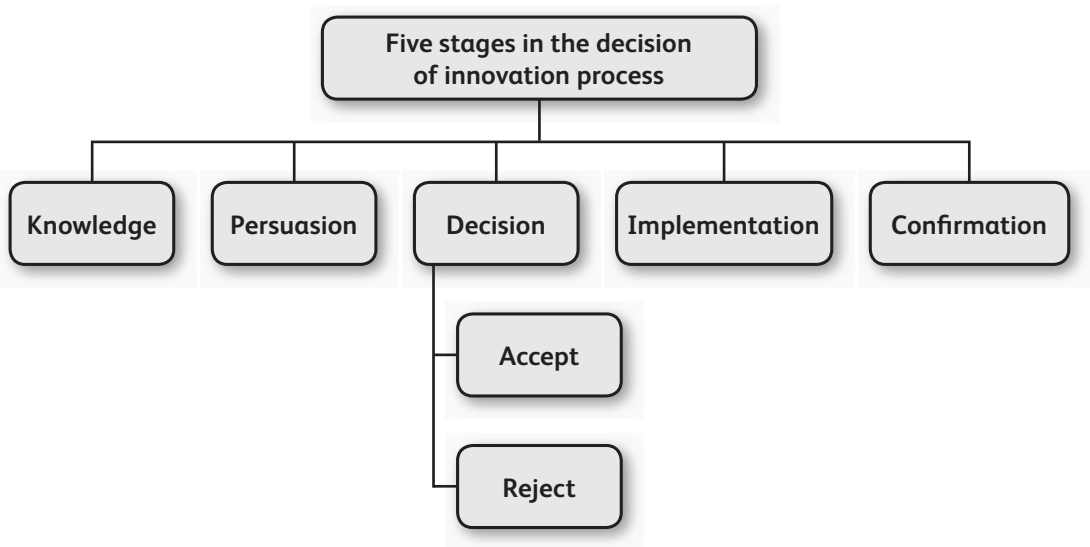 Five stages in the decision
of innovation process
Knowledge
Persuasion
Decision
Implementation
Confirmation
Accept
Reject